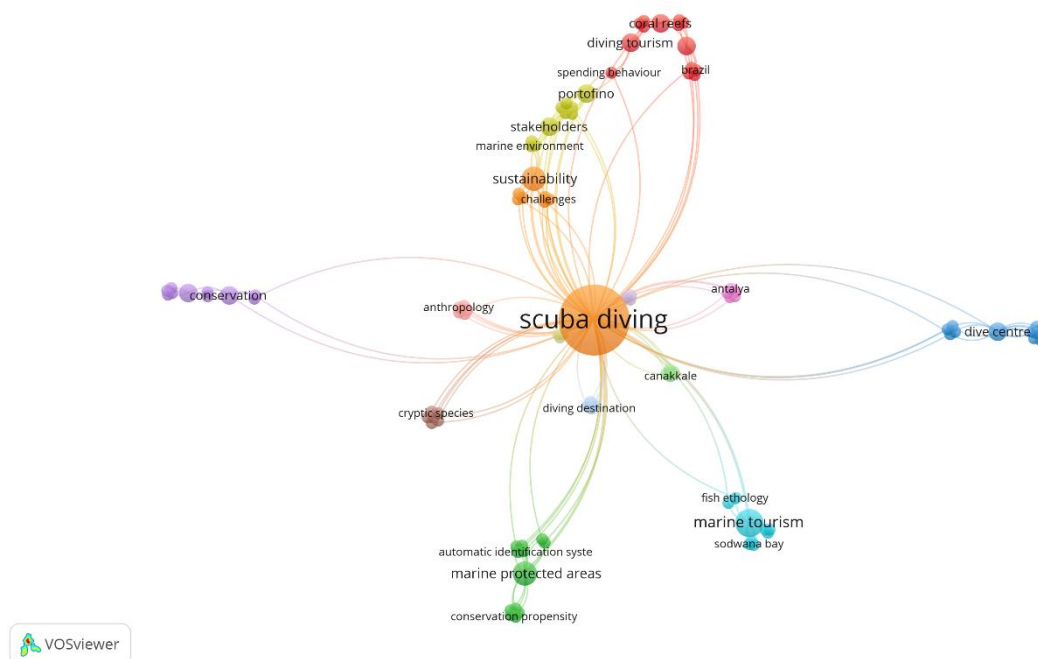 coral reefs
diving tourism
spending behaviour
brazil
portofino
stakeholders
marine environment
sustainability
challenges
conservation
anthropology
antalya
scuba diving
dive centre
canakkale
cryptic species
diving destination
fish ethology
marine tourism
sodwana bay
automatic identification syste
marine protected areas
conservation propensity
VOSviewer